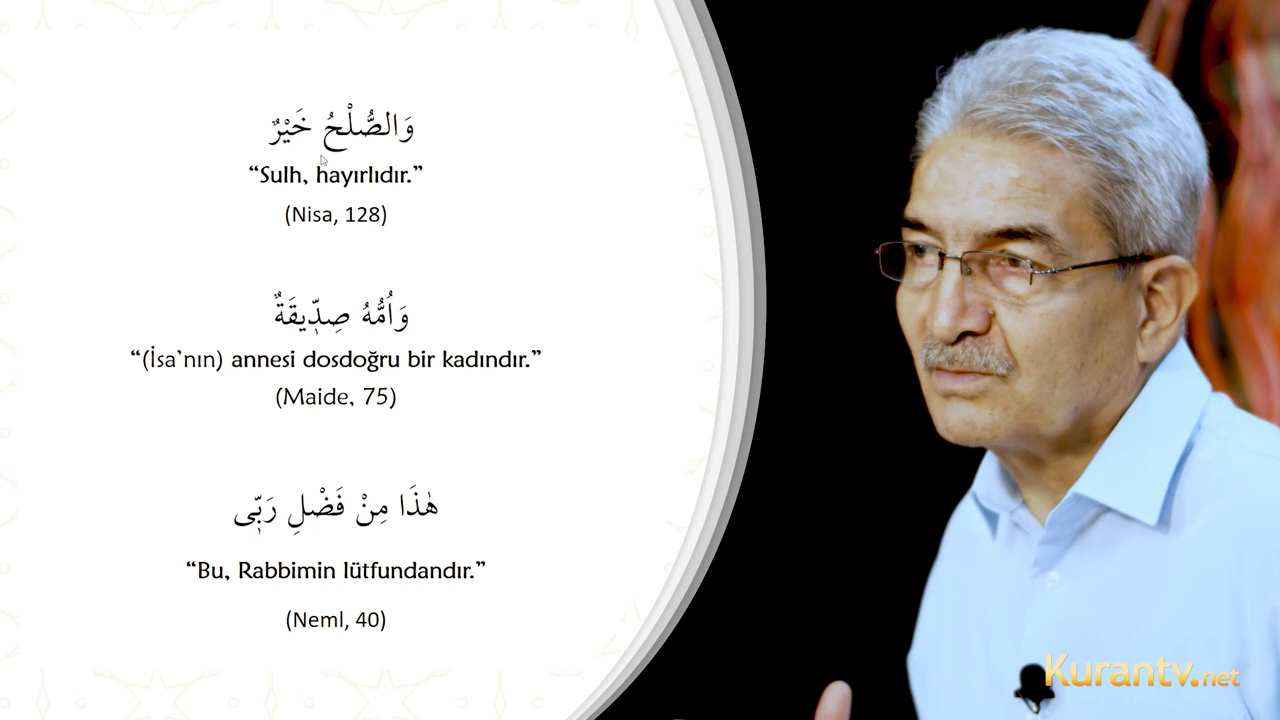 وَالصُّلْحُ خَيْرٌ
“Sulh, hayırlıdır.”
(Nisa, 128)
وَاُمُّهُ صِدّ۪يقَةٌ
“(İsa’nın) annesi dosdoğru bir kadındır.”
(Maide, 75)
هٰذَا مِنْ فَضْلِ رَبّ۪ى
“Bu, Rabbimin lütfundandır.”
(Neml, 40)
Kurantv.net